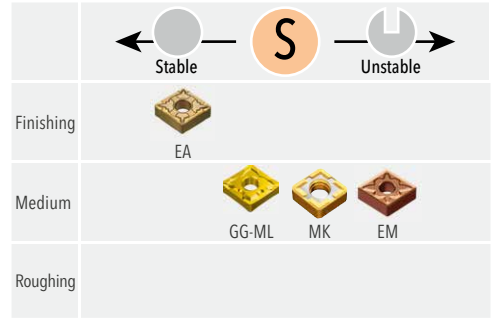 S
Stable
Unstable
Finishing
EA
Medium
GG-ML MK EM
Roughing